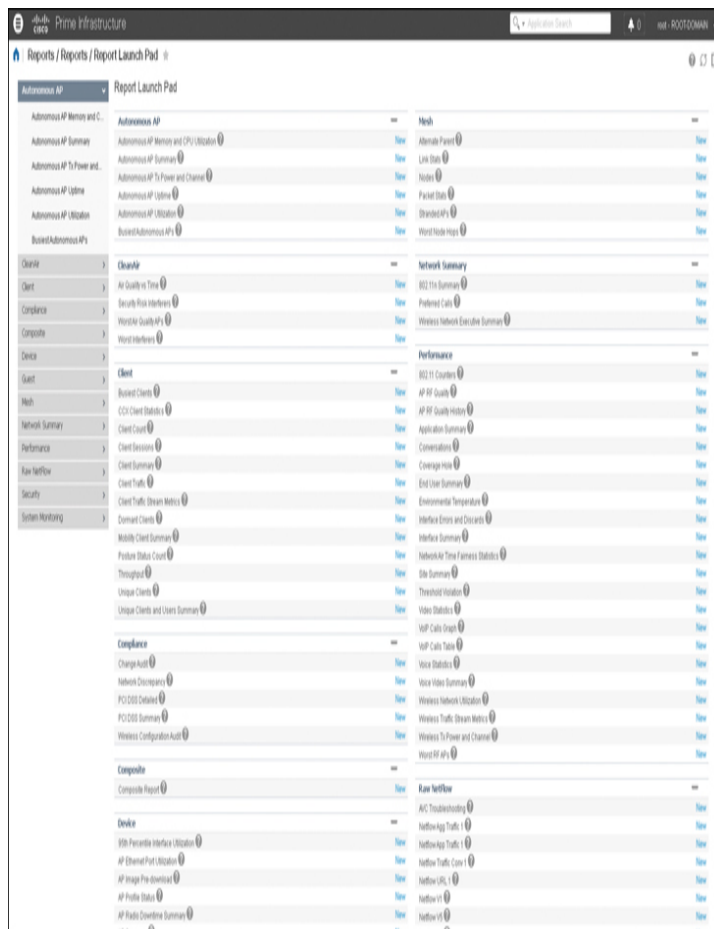 cisco Prime Infrastructure
Application Search
0
root - ROOT-DOMAIN
Reports / Reports / Report Launch Pad
Autonomous AP
Autonomous AP Memory and C...
Autonomous AP Summary
Autonomous AP Tx Power and...
Autonomous AP Uptime
Autonomous AP Utilization
Busiest Autonomous APs
CleanAir
Client
Compliance
Composite
Device
Guest
Mesh
Network Summary
Performance
Raw NetFlow
Security
System Monitoring
Report Launch Pad
Autonomous AP
Autonomous AP Memory and CPU Utilization New
Autonomous AP Summary New
Autonomous AP Tx Power and Channel New
Autonomous AP Uptime New
Autonomous AP Utilization New
Busiest Autonomous APs New
CleanAir
Air Quality vs Time New
Security Risk Interferers New
Worst Air Quality APs New
Worst Interferers New
Client
Busiest Clients New
CCX Client Statistics New
Client Count New
Client Sessions New
Client Summary New
Client Traffic New
Client Traffic Stream Metrics New
Dormant Clients New
Mobility Client Summary New
Posture Status Count New
Throughput New
Unique Clients New
Unique Clients and Users Summary New
Compliance
Change Audit New
Network Discrepancy New
PCI DSS Detailed New
PCI DSS Summary New
Wireless Configuration Audit New
Composite
Composite Report New
Device
95th Percentile Interface Utilization New
AP Ethernet Port Utilization New
AP Image Pre-download New
AP Profile Status New
AP Radio Downtime Summary New
Mesh
Alternate Parent New
Link Stats New
Nodes New
Packet Stats New
Stranded APs New
Worst Node Hops New
Network Summary
802.11n Summary New
Preferred Calls New
Wireless Network Executive Summary New
Performance
802.11 Counters New
AP RF Quality New
AP RF Quality History New
Application Summary New
Conversations New
Coverage Hole New
End User Summary New
Environmental Temperature New
Interface Errors and Discards New
Interface Summary New
Network Air Time Fairness Statistics New
Site Summary New
Threshold Violation New
Video Statistics New
VoIP Calls Graph New
VoIP Calls Table New
Voice Statistics New
Voice Video Summary New
Wireless Network Utilization New
Wireless Traffic Stream Metrics New
Wireless Tx Power and Channel New
Worst RF APs New
Raw NetFlow
AVC Troubleshooting New
Netflow Agg Traffic 1 New
Netflow App Traffic 1 New
Netflow Traffic Conv 1 New
Netflow URL 1 New
Netflow V1 New
Netflow V5 New